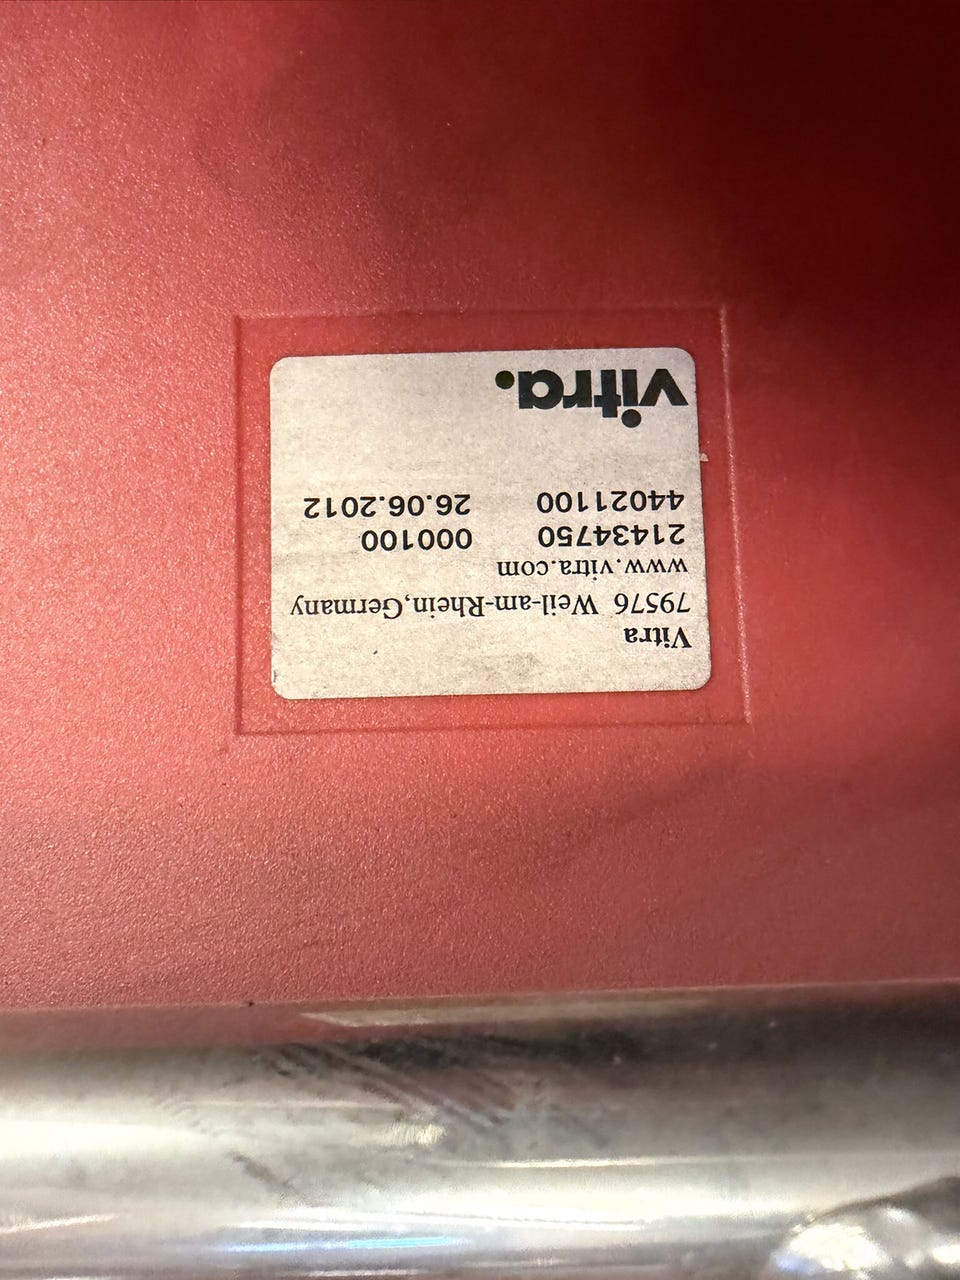 Vitra
79576 Weil-am-Rhein,Germany
www.vitra.com
21434750 000100
44021100 26.06.2012
vitra.